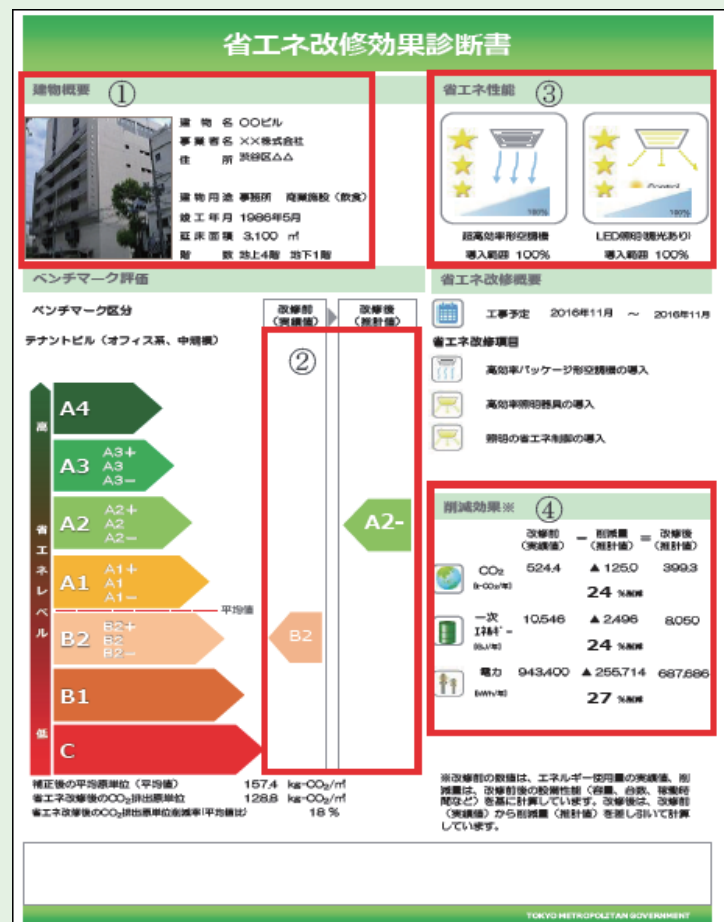 省エネ改修効果診断書
建物概要 ①
建物名 〇〇ビル
事業者名 ××株式会社
住所 渋谷区△△
建物用途 事務所 商業施設（飲食）
竣工年月 1986年5月
延床面積 3,100 ㎡
階数 地上4階 地下1階
省エネ性能 ③
100%
100%
超高効率形空調機
LED照明(調光あり)
導入範囲 100%
導入範囲 100%
ベンチマーク評価
ベンチマーク区分
テナントビル（オフィス系、中規模）
改修前（実績値）
改修後（推計値）
②
高
省エネレベル
低
A4
A3
A3+
A3
A3−
A2
A2+
A2
A2−
A1
A1+
A1
A1−
平均値
B2
B2+
B2
B2−
B1
C
A2-
B2
補正後の平均原単位（平均値） 157.4 kg-CO₂/㎡
省エネ改修後のCO₂排出原単位 128.8 kg-CO₂/㎡
省エネ改修後のCO₂排出原単位削減率(平均値比) 18 %
省エネ改修概要
工事予定 2016年11月 ～ 2016年11月
省エネ改修項目
高効率パッケージ形空調機の導入
高効率照明器具の導入
照明の省エネ制御の導入
削減効果※ ④
改修前（実績値） − 削減量（推計値） = 改修後（推計値）
CO₂ (t-CO₂/年) 524.4 ▲ 125.0 399.3
24 %削減
一次エネルギー (GJ/年) 10,546 ▲ 2,496 8,050
24 %削減
電力 (kWh/年) 943,400 ▲ 255,714 687,686
27 %削減
※改修前の数値は、エネルギー使用量の実績値、削
減量は、改修前後の設備性能（容量、台数、稼働時
間など）を基に計算しています。改修後は、改修前
（実績値）から削減量（推計値）を差し引いて計算
しています。
TOKYO METROPOLITAN GOVERNMENT